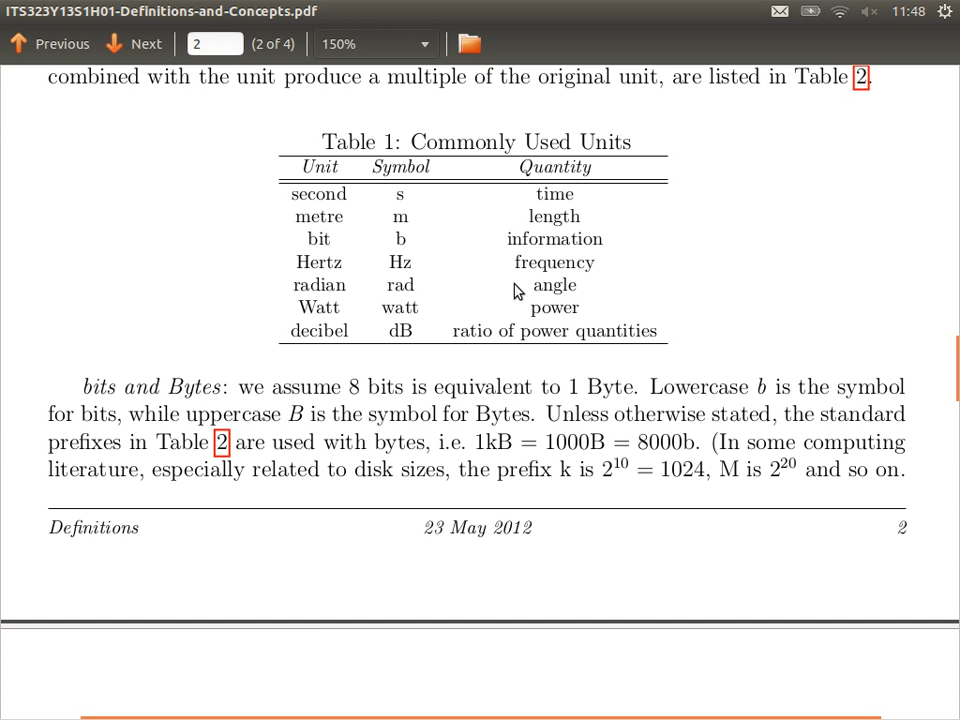 ITS323Y13S1H01-Definitions-and-Concepts.pdf 11:48
Previous Next 2 (2 of 4) 150%
combined with the unit produce a multiple of the original unit, are listed in Table 2.
Table 1: Commonly Used Units
Unit Symbol Quantity
second s time
metre m length
bit b information
Hertz Hz frequency
radian rad angle
Watt watt power
decibel dB ratio of power quantities
bits and Bytes: we assume 8 bits is equivalent to 1 Byte. Lowercase b is the symbol
for bits, while uppercase B is the symbol for Bytes. Unless otherwise stated, the standard
prefixes in Table 2 are used with bytes, i.e. 1kB = 1000B = 8000b. (In some computing
literature, especially related to disk sizes, the prefix k is 2¹⁰ = 1024, M is 2²⁰ and so on.
Definitions 23 May 2012 2